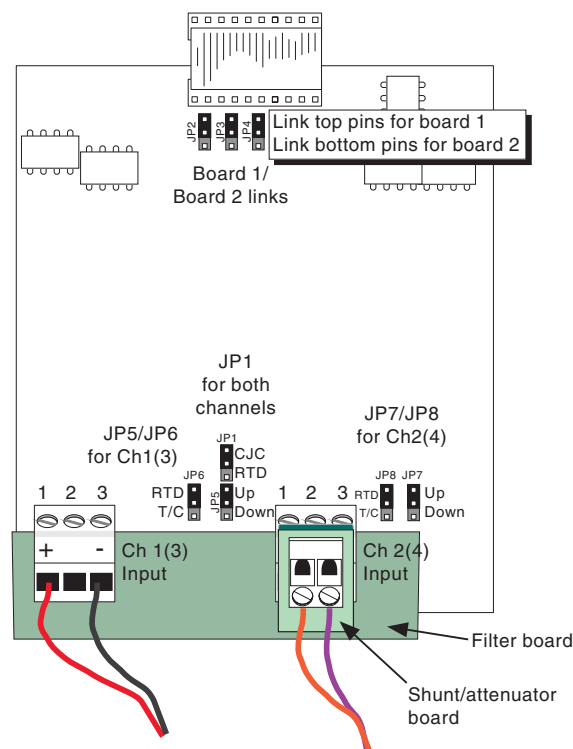 JP2
JP3
JP4
Link top pins for board 1
Link bottom pins for board 2
Board 1/
Board 2 links
JP1
for both
channels
JP5/JP6
for Ch1(3)
JP7/JP8
for Ch2(4)
JP1
CJC
RTD
JP6
RTD
T/C
JP5
Up
Down
JP8 JP7
RTD
T/C
Up
Down
1 2 3
+ -
Ch 1(3)
Input
1 2 3
Ch 2(4)
Input
Filter board
Shunt/attenuator
board